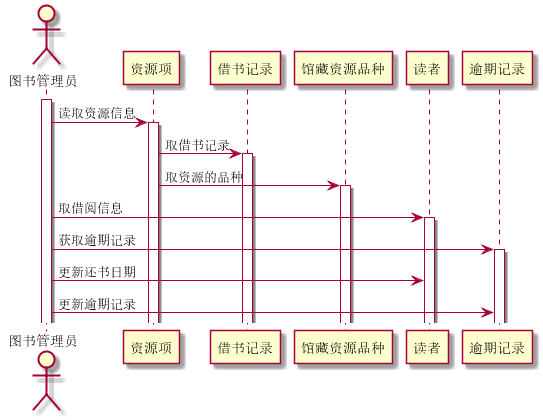 图书管理员
资源项
借书记录
馆藏资源品种
读者
逾期记录
读取资源信息
取借书记录
取资源的品种
取借阅信息
获取逾期记录
更新还书日期
更新逾期记录
图书管理员
资源项
借书记录
馆藏资源品种
读者
逾期记录